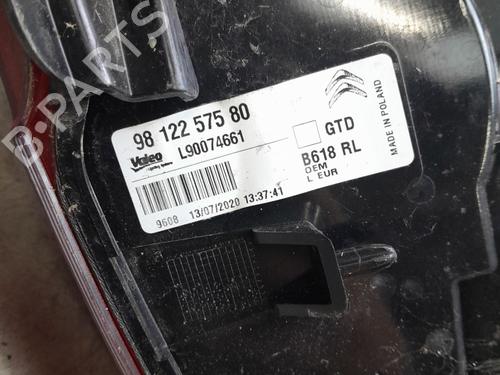 B-PARTS
98 122 575 80
Valeo
L90074661
GTD
B618 RL
OEM
L EUR
9608 13/07/2020 13:37:41
MADE IN POLAND